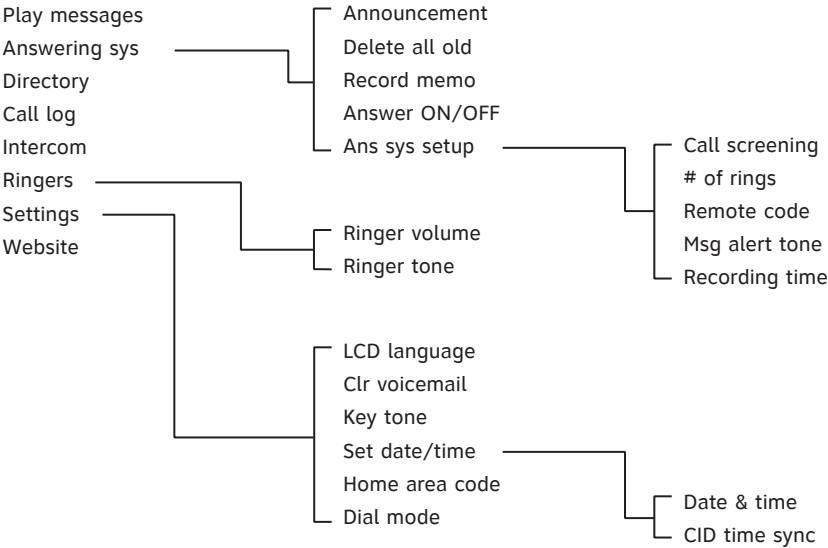 Play messages
Answering sys
Directory
Call log
Intercom
Ringers
Settings
Website
Announcement
Delete all old
Record memo
Answer ON/OFF
Ans sys setup
Call screening
# of rings
Remote code
Msg alert tone
Recording time
Ringer volume
Ringer tone
LCD language
Clr voicemail
Key tone
Set date/time
Home area code
Dial mode
Date & time
CID time sync